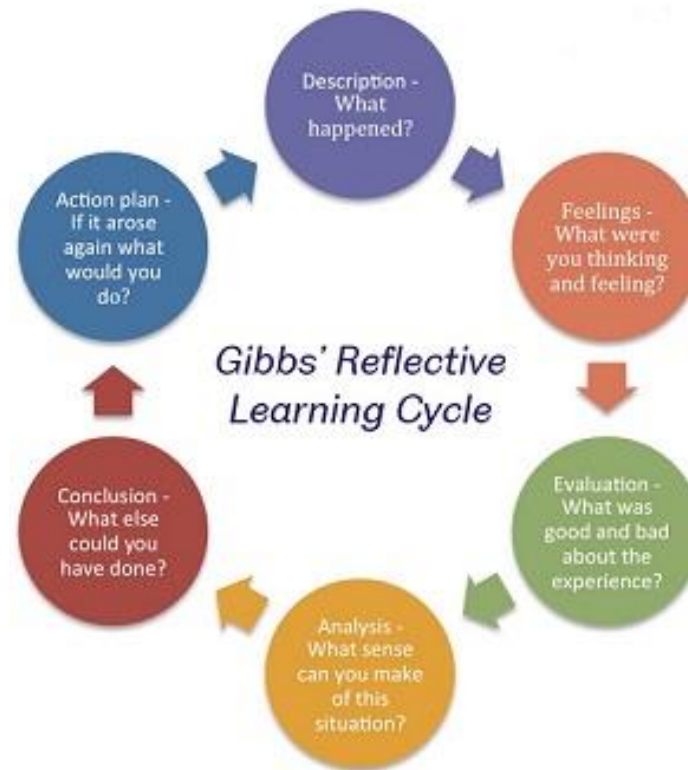 Description -
What
happened?
Feelings -
What were
you thinking
and feeling?
Evaluation -
What was
good and bad
about the
experience?
Analysis -
What sense
can you make
of this
situation?
Conclusion -
What else
could you
have done?
Action plan -
If it arose
again what
would you
do?
Gibbs' Reflective
Learning Cycle